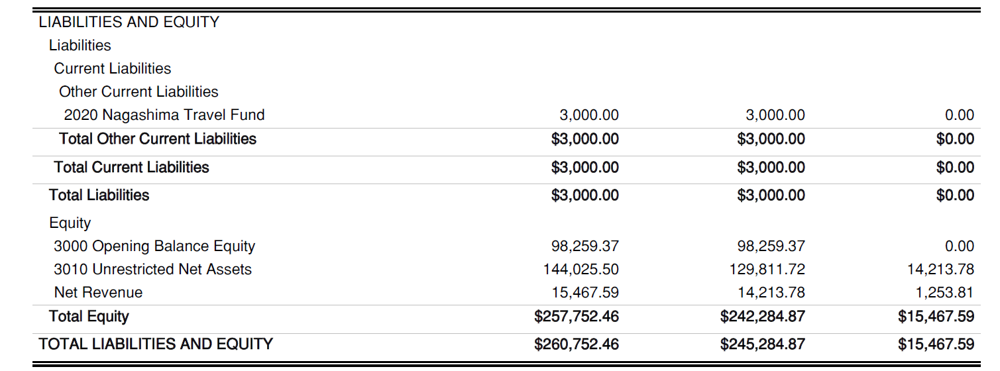 LIABILITIES AND EQUITY
Liabilities
Current Liabilities
Other Current Liabilities
2020 Nagashima Travel Fund 3,000.00 3,000.00 0.00
Total Other Current Liabilities $3,000.00 $3,000.00 $0.00
Total Current Liabilities $3,000.00 $3,000.00 $0.00
Total Liabilities $3,000.00 $3,000.00 $0.00
Equity
3000 Opening Balance Equity 98,259.37 98,259.37 0.00
3010 Unrestricted Net Assets 144,025.50 129,811.72 14,213.78
Net Revenue 15,467.59 14,213.78 1,253.81
Total Equity $257,752.46 $242,284.87 $15,467.59
TOTAL LIABILITIES AND EQUITY $260,752.46 $245,284.87 $15,467.59